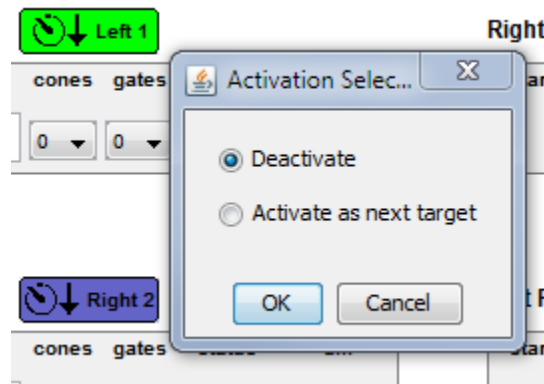 Left 1
Right
cones gates
0 0
Activation Selec...
Deactivate
Activate as next target
OK Cancel
Right 2
cones gates